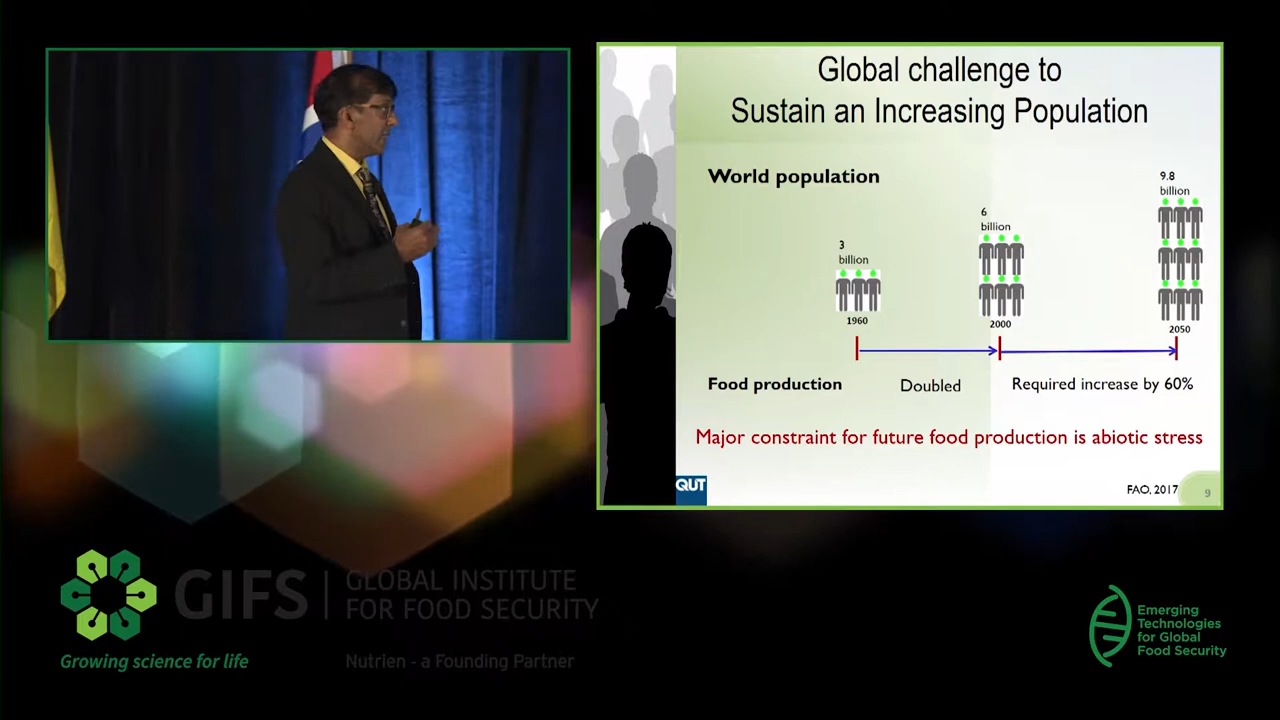 Global challenge to
Sustain an Increasing Population
World population
3
billion
1960
6
billion
2000
9.8
billion
2050
Food production
Doubled
Required increase by 60%
Major constraint for future food production is abiotic stress
QUT
FAO, 2017
9
GIFS
GLOBAL INSTITUTE
FOR FOOD SECURITY
Growing science for life
Nutrien - a Founding Partner
Emerging
Technologies
for Global
Food Security